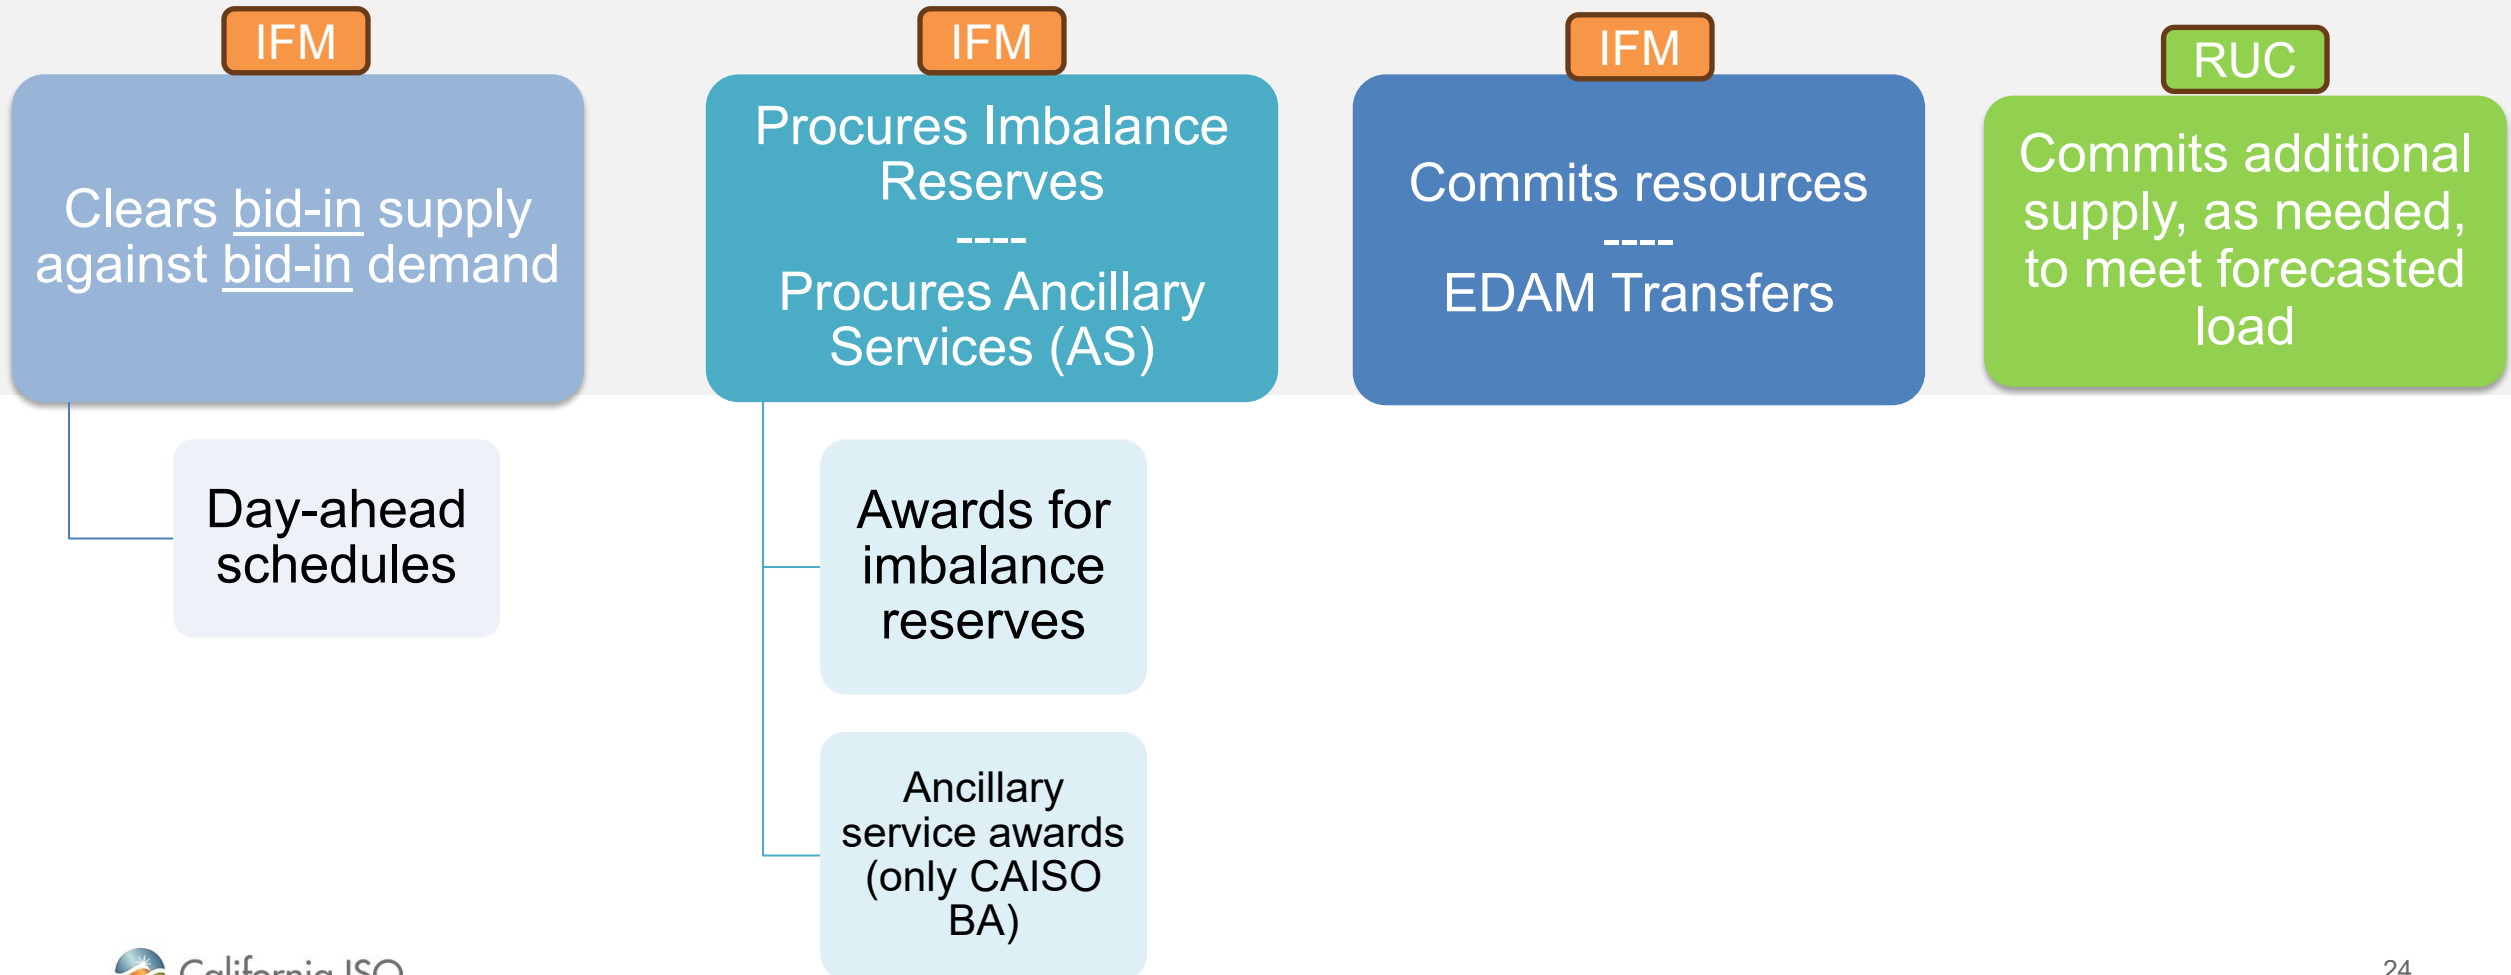 IFM
Clears bid-in supply
against bid-in demand
Day-ahead
schedules
IFM
Procures Imbalance
Reserves
----
Procures Ancillary
Services (AS)
Awards for
imbalance
reserves
Ancillary
service awards
(only CAISO
BA)
IFM
Commits resources
----
EDAM Transfers
RUC
Commits additional
supply, as needed,
to meet forecasted
load
California ISO
24